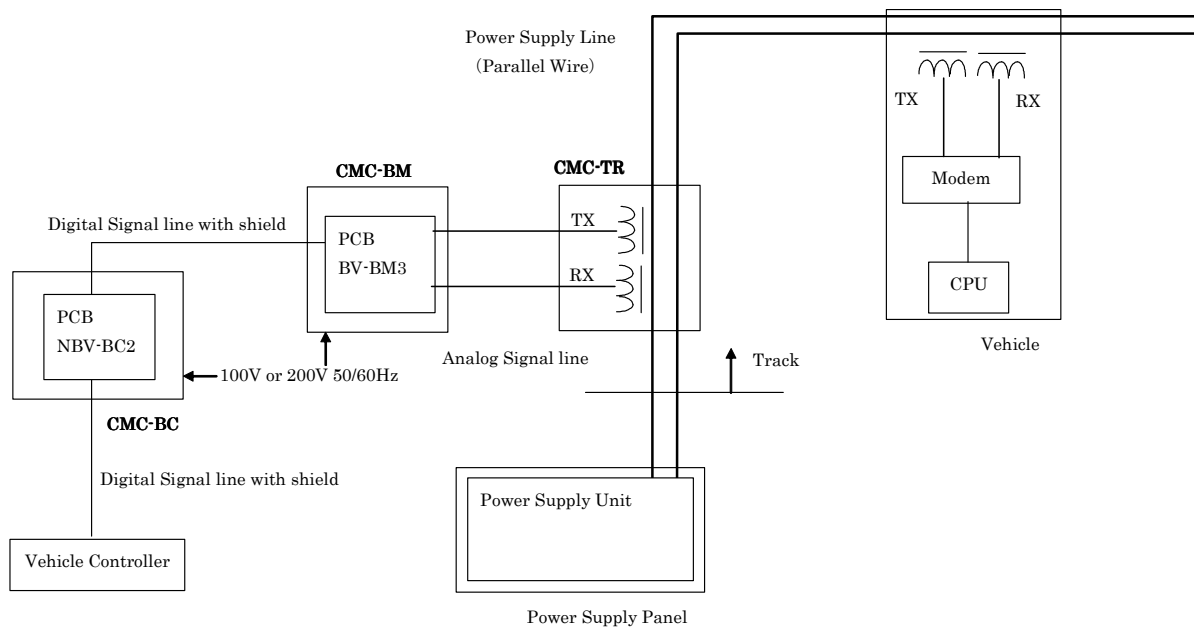 Power Supply Line
(Parallel Wire)
TX
RX
Modem
CPU
Vehicle
CMC-BM
CMC-TR
Digital Signal line with shield
PCB
BV-BM3
TX
RX
PCB
NBV-BC2
Analog Signal line
100V or 200V 50/60Hz
Track
CMC-BC
Digital Signal line with shield
Power Supply Unit
Vehicle Controller
Power Supply Panel